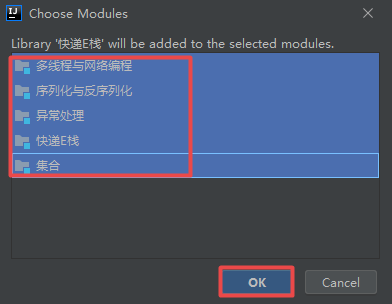 Choose Modules
Library '快递E栈' will be added to the selected modules.
多线程与网络编程
序列化与反序列化
异常处理
快递E栈
集合
OK
Cancel